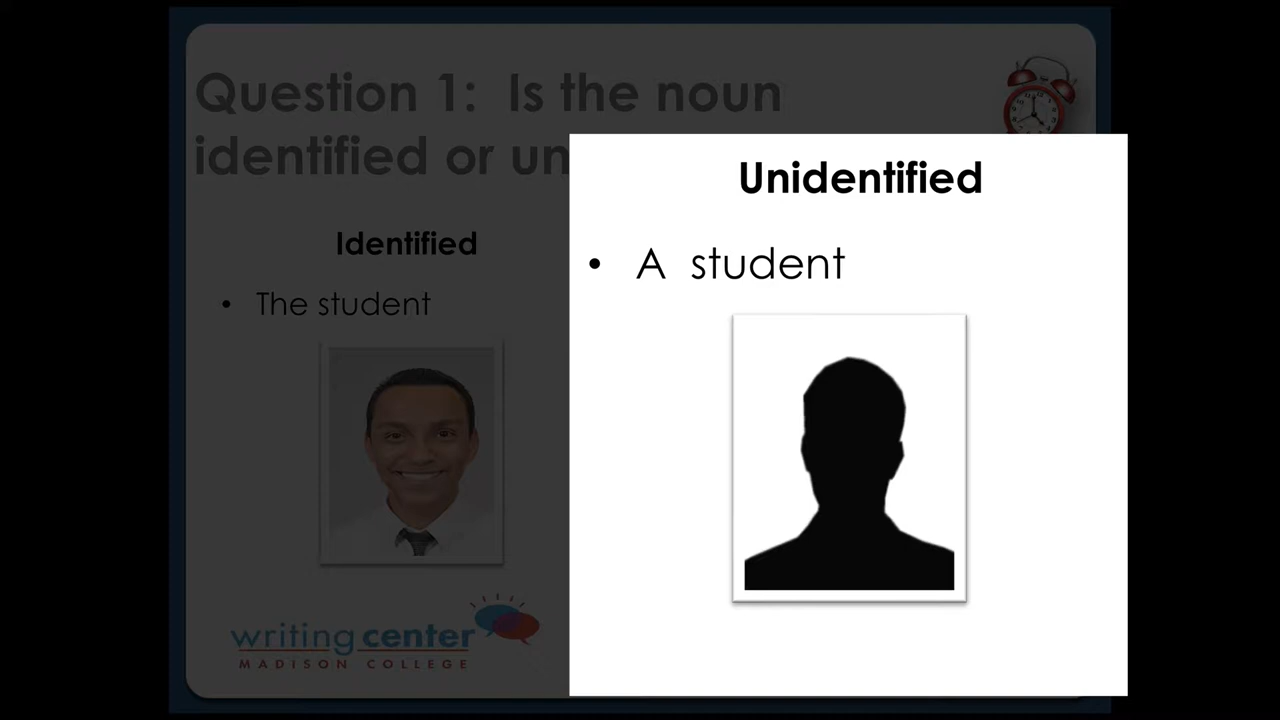 Question 1: Is the noun
identified or un
Identified
• The student
writing center
MADISON COLLEGE
Unidentified
• A student